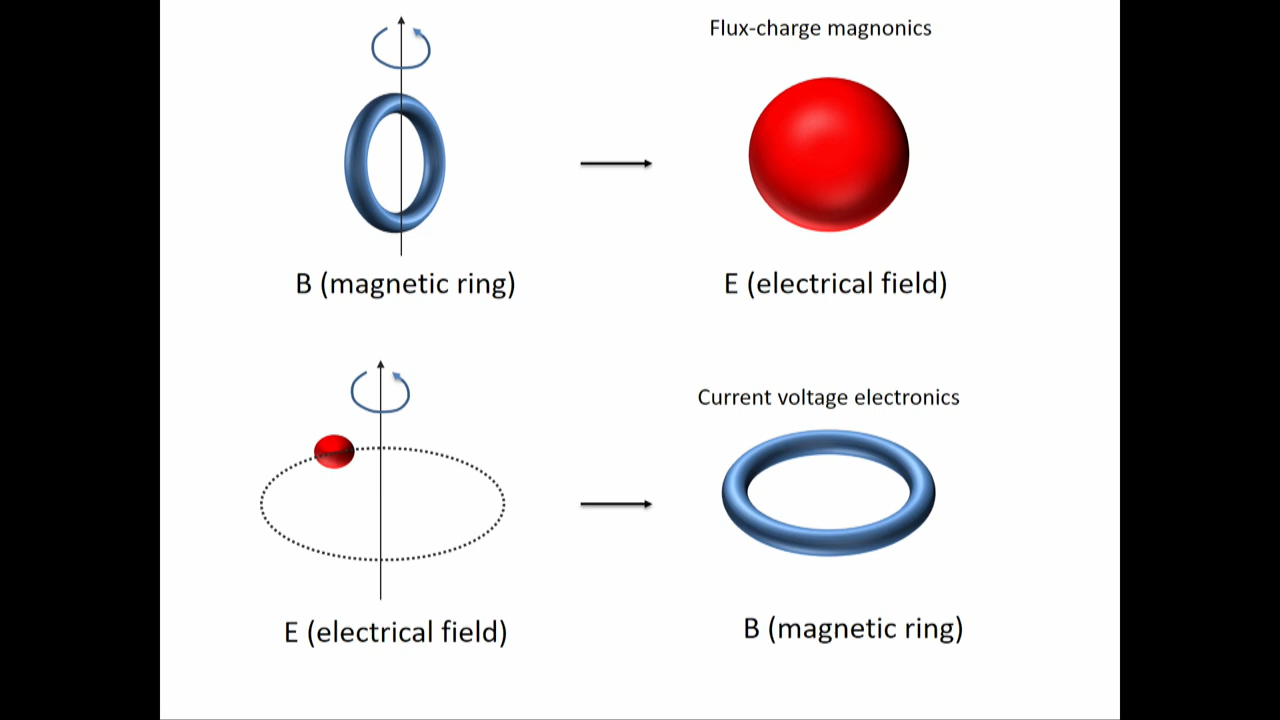 Flux-charge magnonics
B (magnetic ring)
E (electrical field)
Current voltage electronics
E (electrical field)
B (magnetic ring)